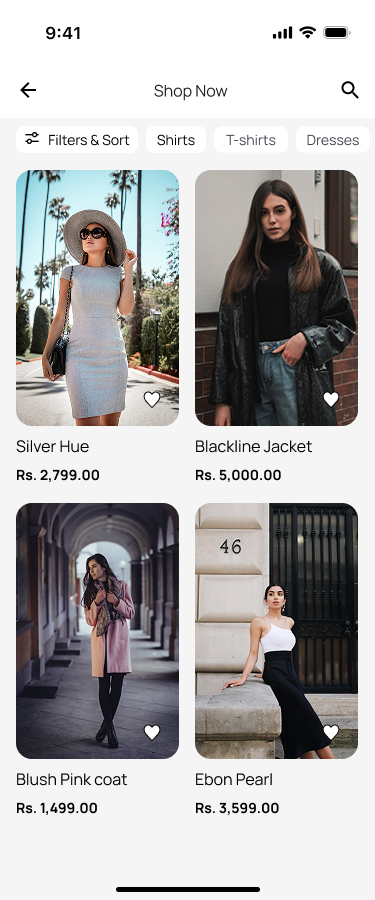 9:41
Shop Now
Filters & Sort Shirts T-shirts Dresses
46
Silver Hue Blackline Jacket
Rs. 2,799.00 Rs. 5,000.00
Blush Pink coat Ebon Pearl
Rs. 1,499.00 Rs. 3,599.00